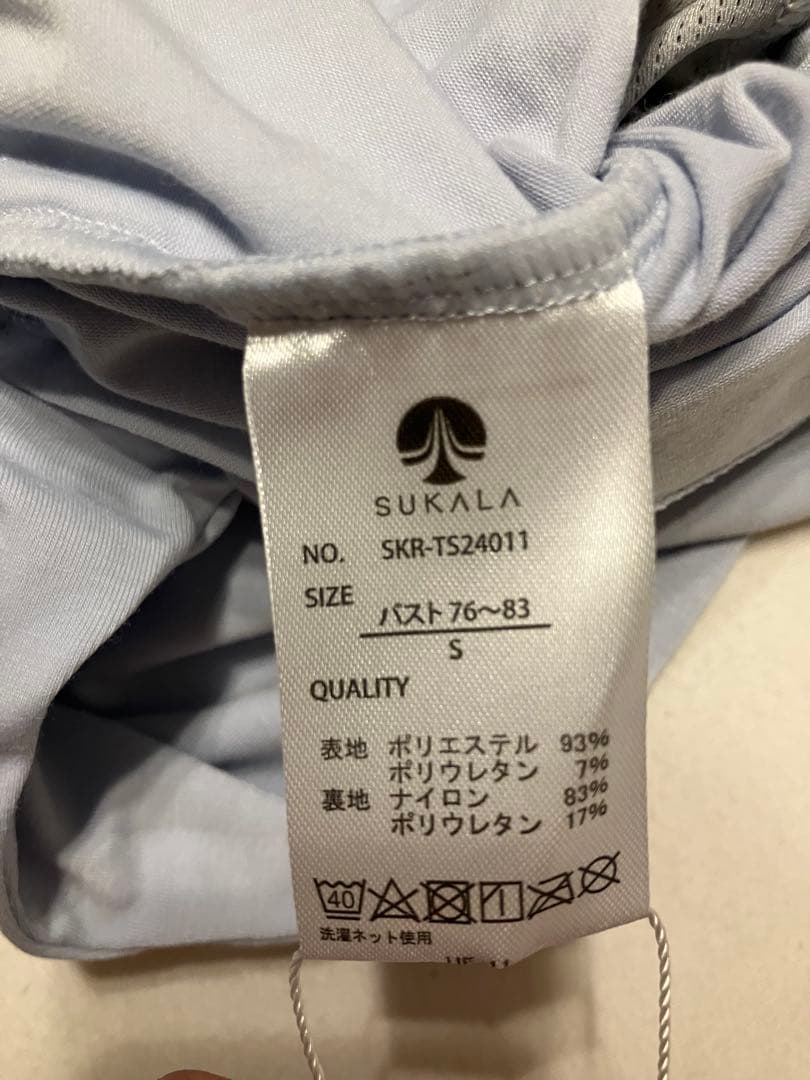 SUKALA
NO. SKR-TS24011
SIZE バスト 76〜83
S
QUALITY
表地 ポリエステル 93%
ポリウレタン 7%
裏地 ナイロン 83%
ポリウレタン 17%
40
洗濯ネット使用